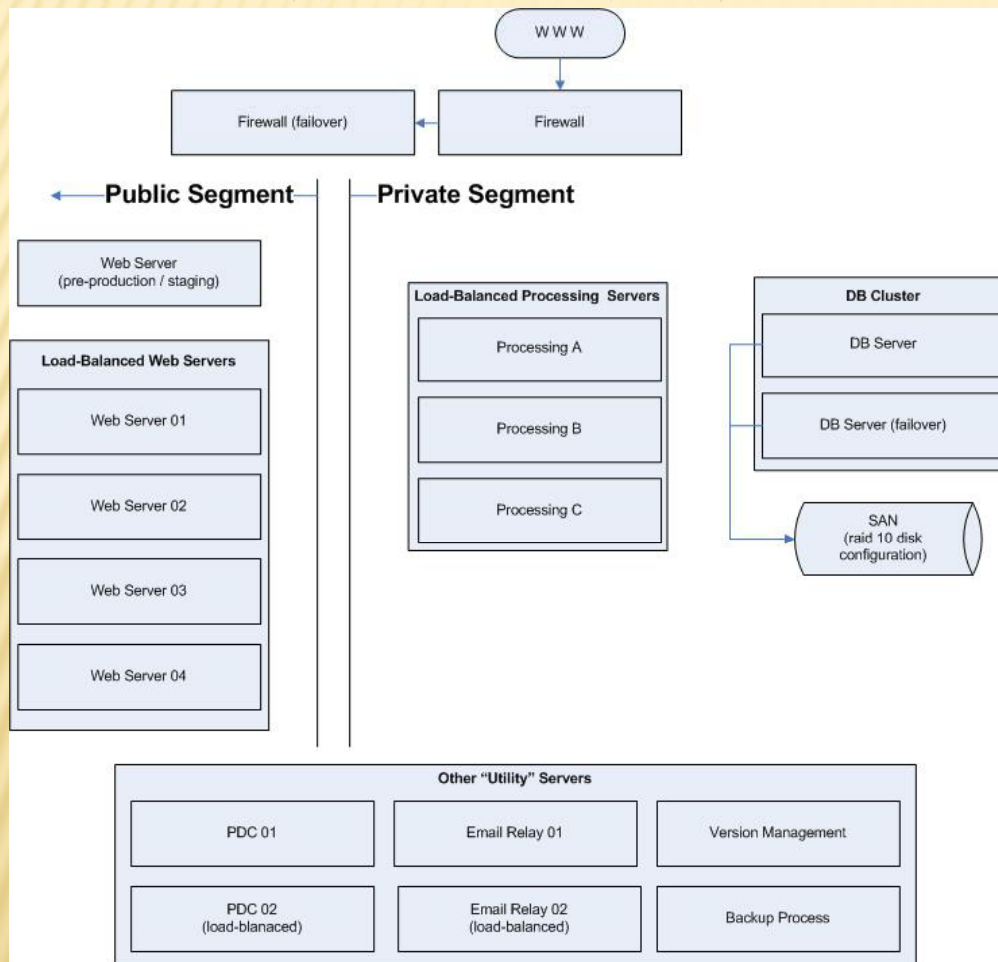 W W W
Firewall (failover)
Firewall
Public Segment
Private Segment
Web Server
(pre-production / staging)
Load-Balanced Web Servers
Web Server 01
Web Server 02
Web Server 03
Web Server 04
Load-Balanced Processing Servers
Processing A
Processing B
Processing C
DB Cluster
DB Server
DB Server (failover)
SAN
(raid 10 disk
configuration)
Other “Utility” Servers
PDC 01
Email Relay 01
Version Management
PDC 02
(load-blanaced)
Email Relay 02
(load-balanced)
Backup Process